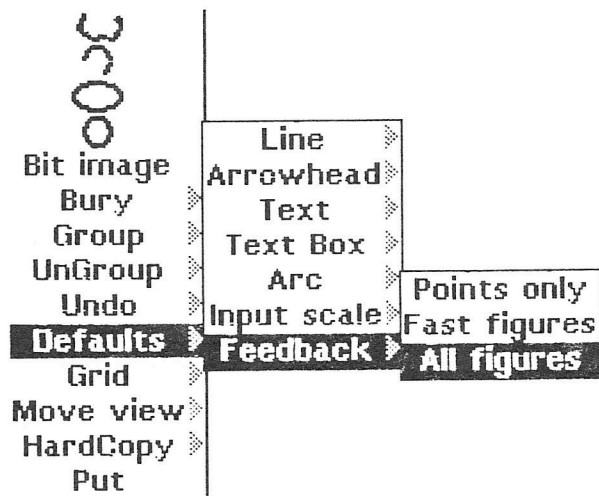 Bit image
Bury
Group
UnGroup
Undo
Defaults
Grid
Move view
HardCopy
Put
Line
Arrowhead
Text
Text Box
Arc
Input scale
Feedback
Points only
Fast figures
All figures